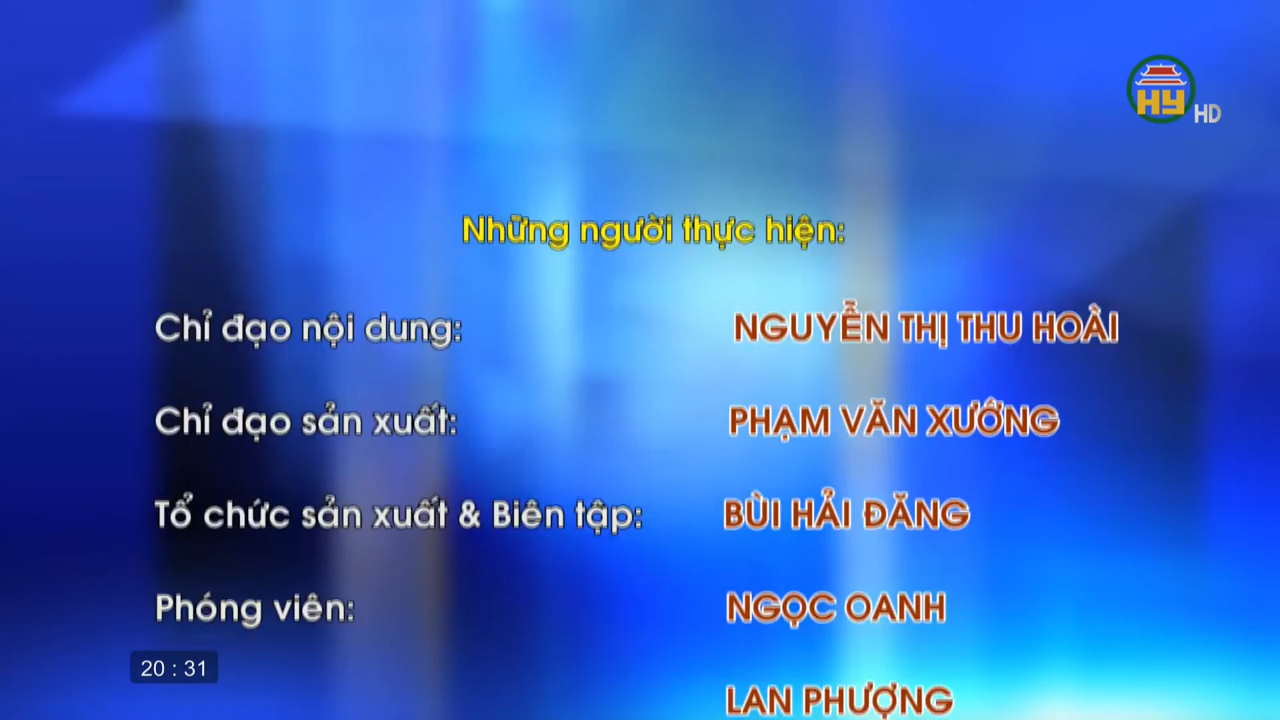 HY HD
Những người thực hiện:
Chỉ đạo nội dung: NGUYỄN THỊ THU HOÀI
Chỉ đạo sản xuất: PHẠM VĂN XƯỞNG
Tổ chức sản xuất & Biên tập: BÙI HẢI ĐĂNG
Phóng viên: NGỌC OANH
20 : 31
LAN PHƯỢNG